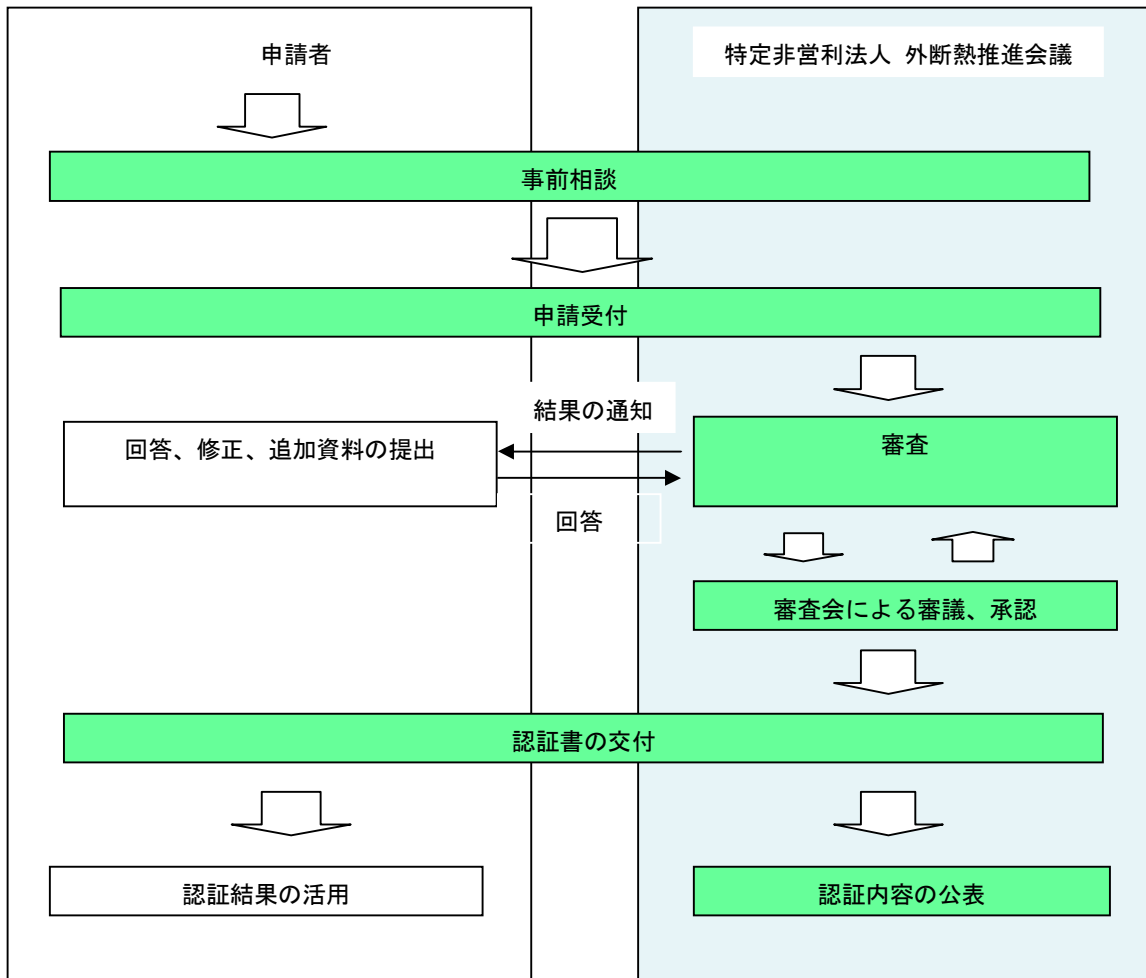 申請者
特定非営利法人 外断熱推進会議
事前相談
申請受付
結果の通知
回答、修正、追加資料の提出
審査
回答
審査会による審議、承認
認証書の交付
認証結果の活用
認証内容の公表